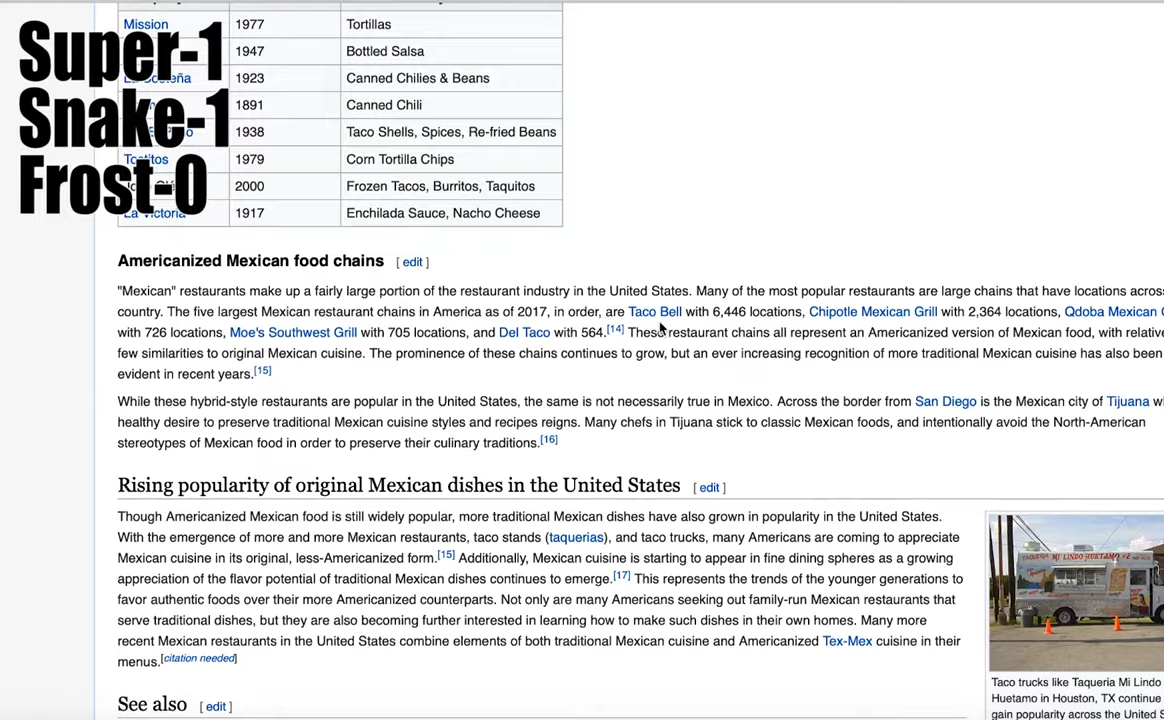 Super-1
Snake-1
Frost-0
Mission 1977 Tortillas
1947 Bottled Salsa
1923 Canned Chilies & Beans
1891 Canned Chili
1938 Taco Shells, Spices, Re-fried Beans
Tostitos 1979 Corn Tortilla Chips
2000 Frozen Tacos, Burritos, Taquitos
La Victoria 1917 Enchilada Sauce, Nacho Cheese
Americanized Mexican food chains [ edit ]
"Mexican" restaurants make up a fairly large portion of the restaurant industry in the United States. Many of the most popular restaurants are large chains that have locations across
country. The five largest Mexican restaurant chains in America as of 2017, in order, are Taco Bell with 6,446 locations, Chipotle Mexican Grill with 2,364 locations, Qdoba Mexican
with 726 locations, Moe's Southwest Grill with 705 locations, and Del Taco with 564.[14] These restaurant chains all represent an Americanized version of Mexican food, with relative
few similarities to original Mexican cuisine. The prominence of these chains continues to grow, but an ever increasing recognition of more traditional Mexican cuisine has also been
evident in recent years.[15]
While these hybrid-style restaurants are popular in the United States, the same is not necessarily true in Mexico. Across the border from San Diego is the Mexican city of Tijuana
healthy desire to preserve traditional Mexican cuisine styles and recipes reigns. Many chefs in Tijuana stick to classic Mexican foods, and intentionally avoid the North-American
stereotypes of Mexican food in order to preserve their culinary traditions.[16]
Rising popularity of original Mexican dishes in the United States [ edit ]
Though Americanized Mexican food is still widely popular, more traditional Mexican dishes have also grown in popularity in the United States.
With the emergence of more and more Mexican restaurants, taco stands (taquerias), and taco trucks, many Americans are coming to appreciate
Mexican cuisine in its original, less-Americanized form.[15] Additionally, Mexican cuisine is starting to appear in fine dining spheres as a growing
appreciation of the flavor potential of traditional Mexican dishes continues to emerge.[17] This represents the trends of the younger generations to
favor authentic foods over their more Americanized counterparts. Not only are many Americans seeking out family-run Mexican restaurants that
serve traditional dishes, but they are also becoming further interested in learning how to make such dishes in their own homes. Many more
recent Mexican restaurants in the United States combine elements of both traditional Mexican cuisine and Americanized Tex-Mex cuisine in their
menus.[citation needed]
TAQUERIA MI LINDO HUETAMO #2
Taco trucks like Taqueria Mi Lindo
Huetamo in Houston, TX continue
gain popularity across the United S
See also [ edit ]